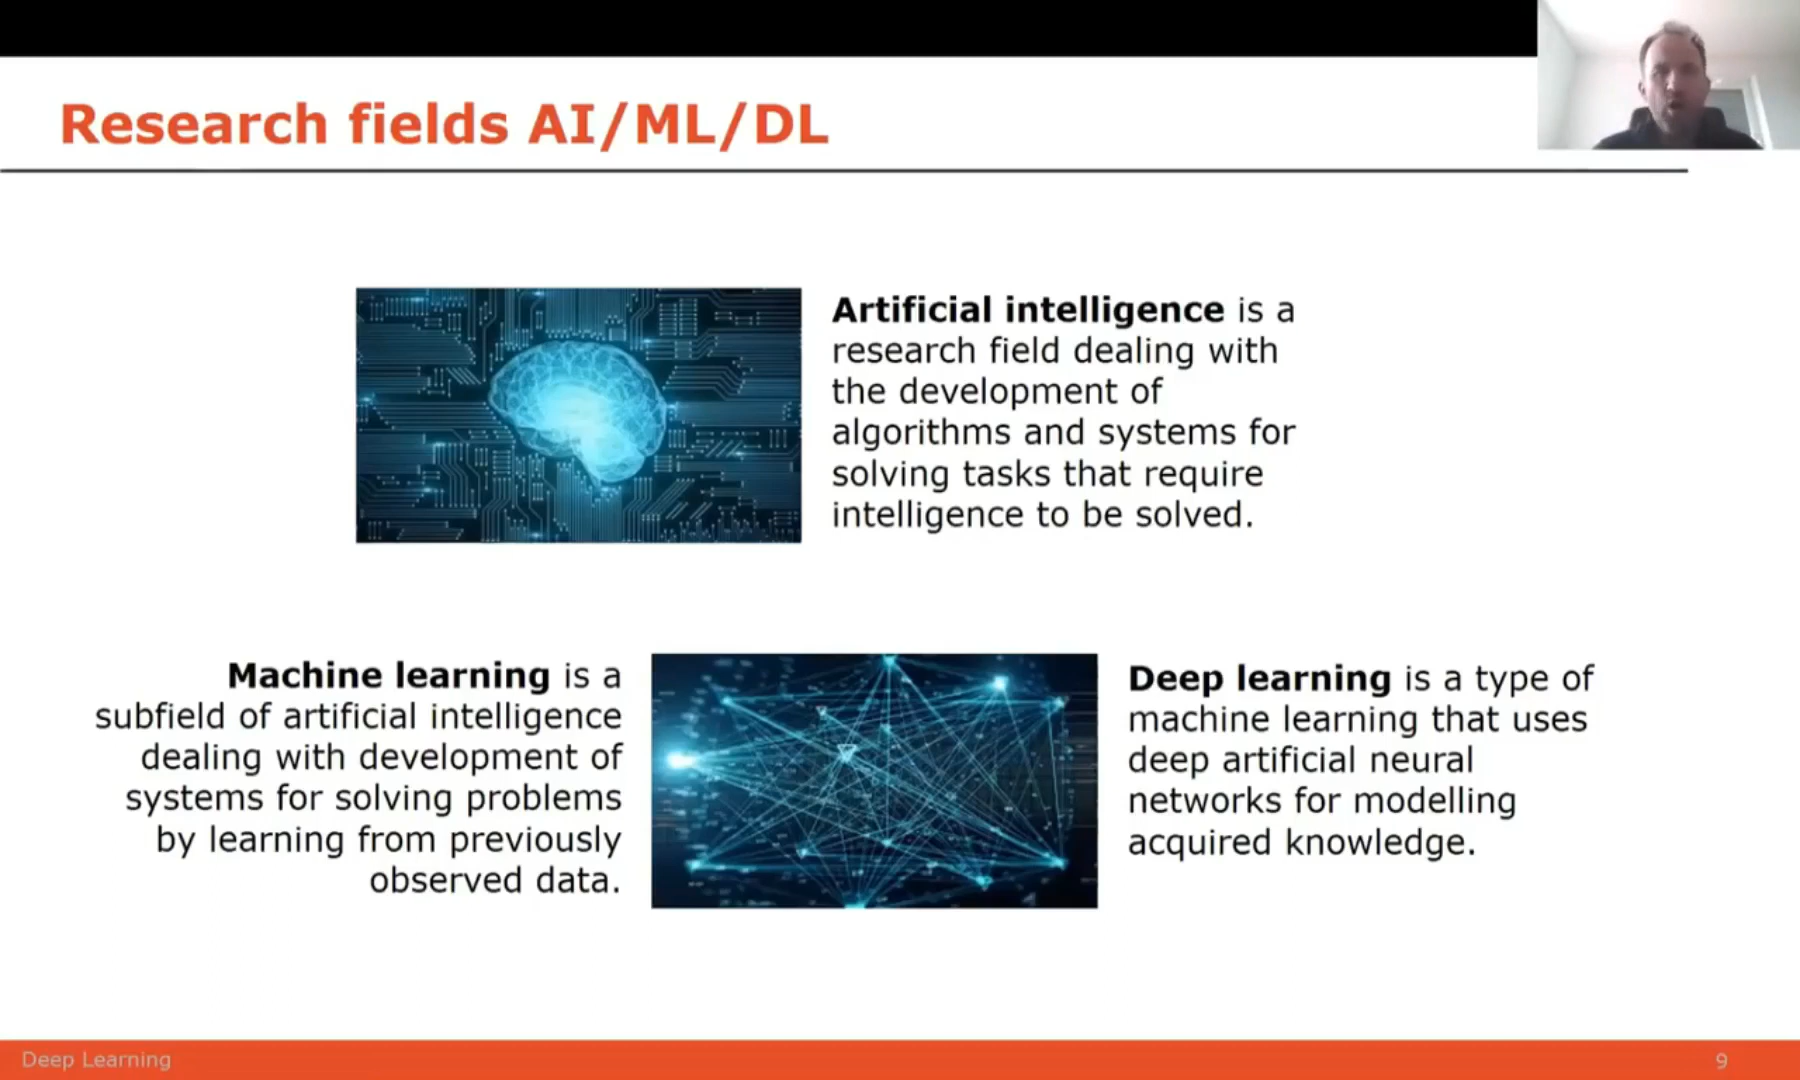 Research fields AI/ML/DL
Artificial intelligence is a
research field dealing with
the development of
algorithms and systems for
solving tasks that require
intelligence to be solved.
Machine learning is a
subfield of artificial intelligence
dealing with development of
systems for solving problems
by learning from previously
observed data.
Deep learning is a type of
machine learning that uses
deep artificial neural
networks for modelling
acquired knowledge.
Deep Learning
9